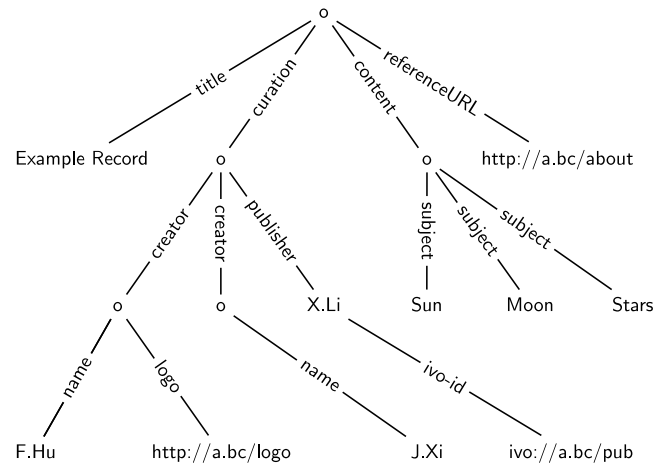 o
title
curation
content
referenceURL
Example Record
o
o
http://a.bc/about
creator
creator
publisher
subject
subject
subject
o
o
X.Li
Sun
Moon
Stars
name
logo
name
ivo-id
F.Hu
http://a.bc/logo
J.Xi
ivo://a.bc/pub